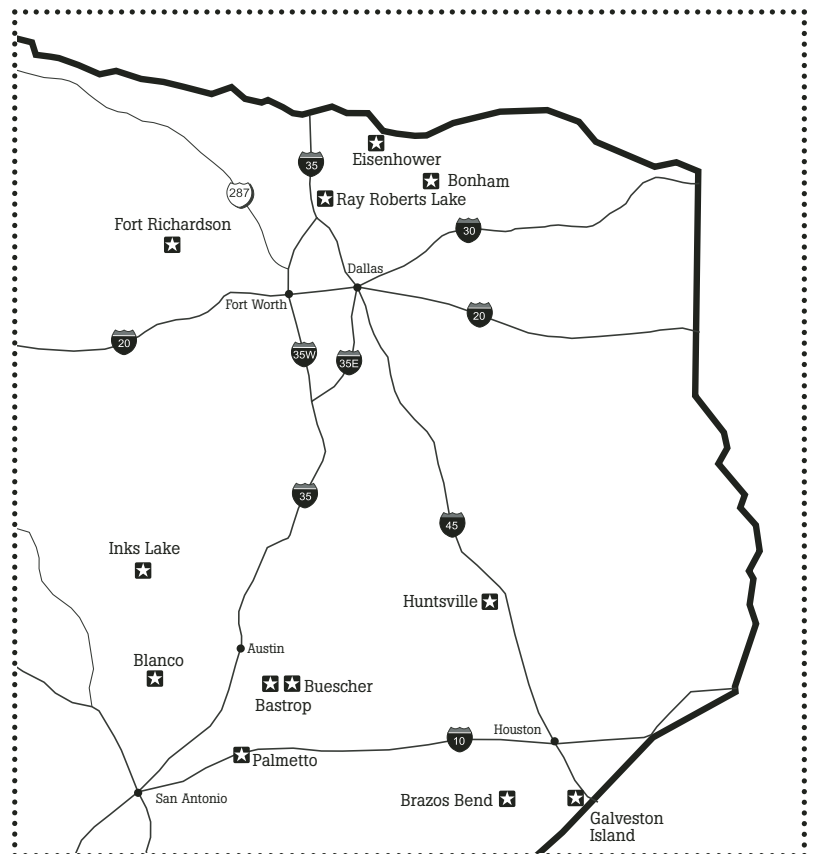 35
Eisenhower
Bonham
287
Ray Roberts Lake
Fort Richardson
30
Dallas
Fort Worth
20
20
35W
35E
35
45
Inks Lake
Huntsville
Austin
Blanco
Buescher
Bastrop
Houston
10
Palmetto
San Antonio
Brazos Bend
Galveston
Island